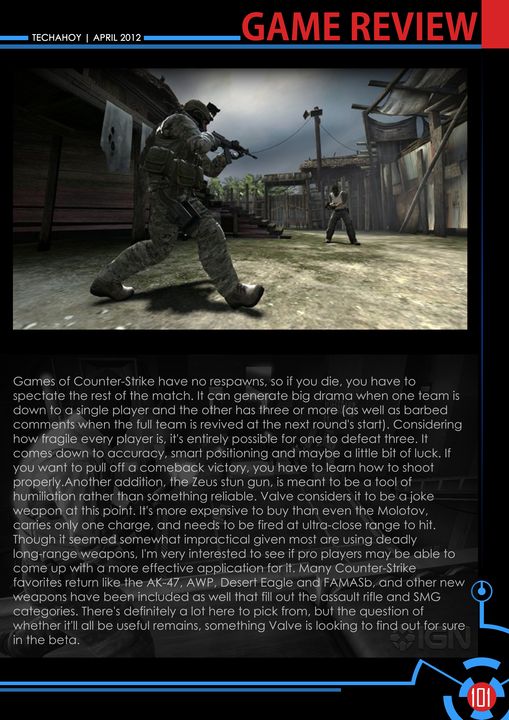 GAME REVIEW
TECHAHOY | APRIL 2012
Games of Counter-Strike have no respawns, so if you die, you have to
spectate the rest of the match. It can generate big drama when one team is
down to a single player and the other has three or more (as well as barbed
comments when the full team is revived at the next round's start). Considering
how fragile every player is, it's entirely possible for one to defeat three. It
comes down to accuracy, smart positioning and maybe a little bit of luck. If
you want to pull off a comeback victory, you have to learn how to shoot
properly.Another addition, the Zeus stun gun, is meant to be a tool of
humiliation rather than something reliable. Valve considers it to be a joke
weapon at this point. It's more expensive to buy than even the Molotov,
carries only one charge, and needs to be fired at ultra-close range to hit.
Though it seemed somewhat impractical given most are using deadly
long-range weapons, I'm very interested to see if pro players may be able to
come up with a more effective application for it. Many Counter-Strike
favorites return like the AK-47, AWP, Desert Eagle and FAMASb, and other new
weapons have been included as well that fill out the assault rifle and SMG
categories. There's definitely a lot here to pick from, but the question of
whether it'll all be useful remains, something Valve is looking to find out for sure
in the beta.
IGN
101